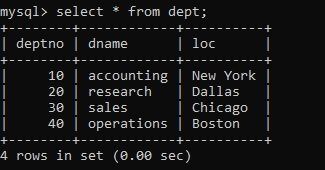 mysql> select * from dept;
+--------+------------+----------+
| deptno | dname      | loc      |
+--------+------------+----------+
|     10 | accounting | New York |
|     20 | research   | Dallas   |
|     30 | sales      | Chicago  |
|     40 | operations | Boston   |
+--------+------------+----------+
4 rows in set (0.00 sec)